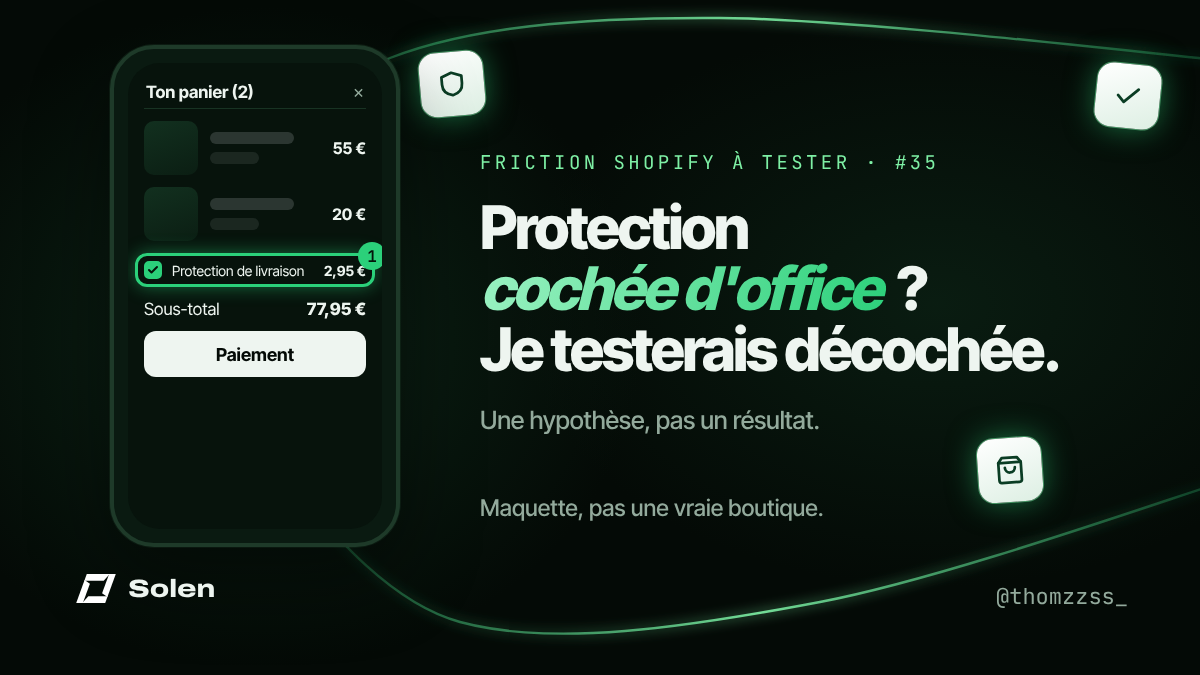 Ton panier (2) ×
55 €
20 €
1
Protection de livraison 2,95 €
Sous-total 77,95 €
Paiement
FRICTION SHOPIFY À TESTER · #35
Protection
cochée d'office ?
Je testerais décochée.
Une hypothèse, pas un résultat.
Maquette, pas une vraie boutique.
Solen
@thomzzss_